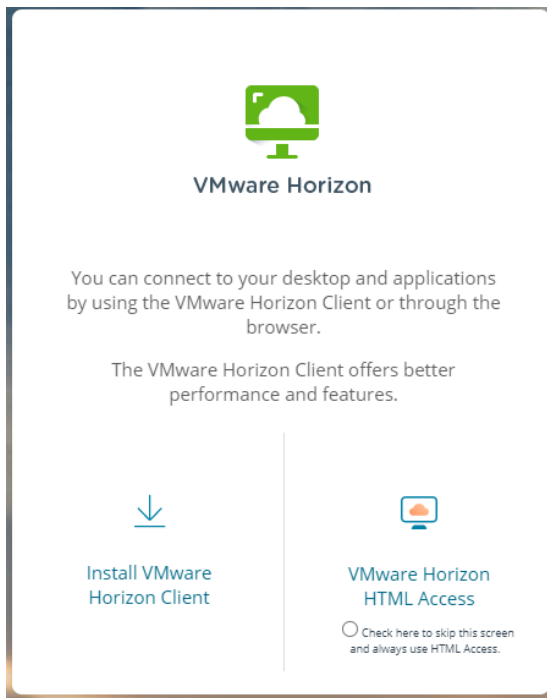 VMware Horizon
You can connect to your desktop and applications
by using the VMware Horizon Client or through the
browser.
The VMware Horizon Client offers better
performance and features.
Install VMware
Horizon Client
VMware Horizon
HTML Access
Check here to skip this screen
and always use HTML Access.